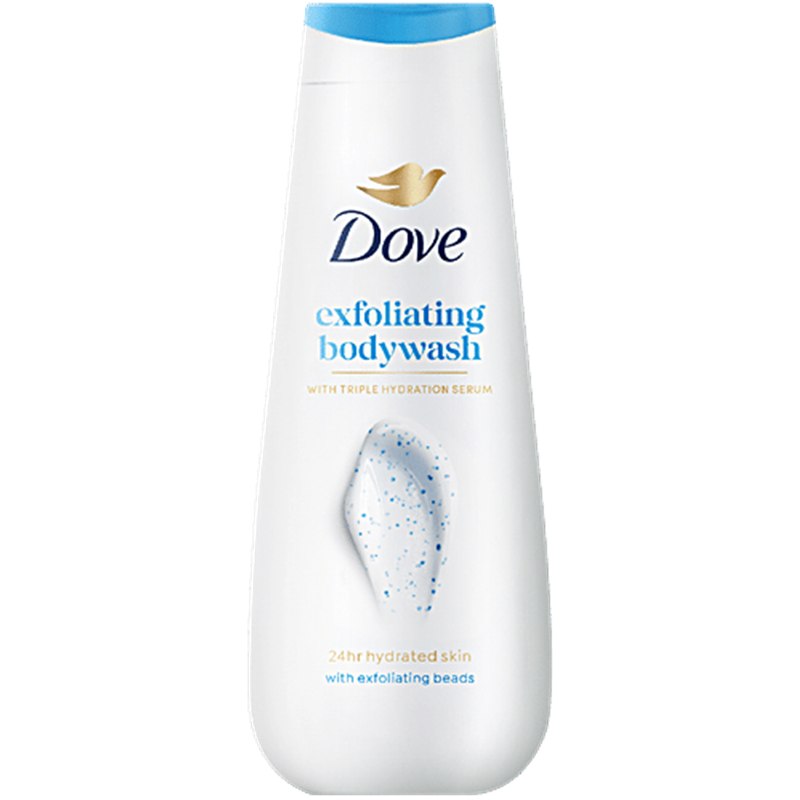 Dove
exfoliating
bodywash
WITH TRIPLE HYDRATION SERUM
24hr hydrated skin
with exfoliating beads